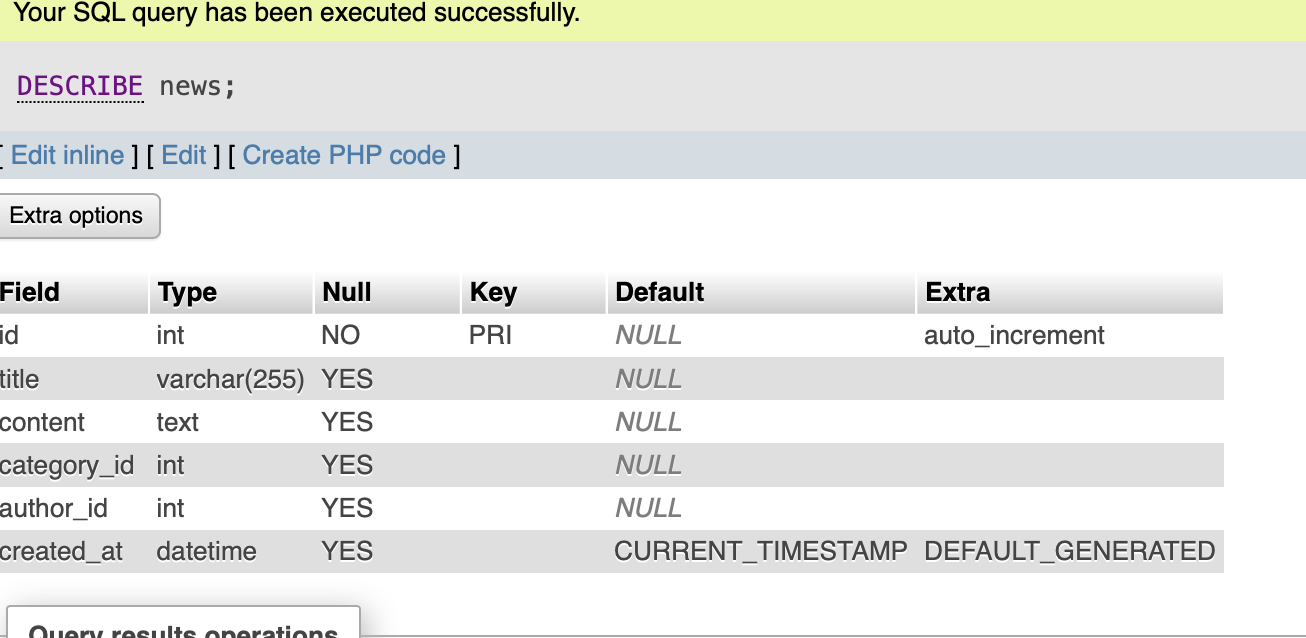 Your SQL query has been executed successfully.
DESCRIBE news;
[ Edit inline ] [ Edit ] [ Create PHP code ]
Extra options
Field Type Null Key Default Extra
id int NO PRI NULL auto_increment
title varchar(255) YES NULL
content text YES NULL
category_id int YES NULL
author_id int YES NULL
created_at datetime YES CURRENT_TIMESTAMP DEFAULT_GENERATED
Query results operations